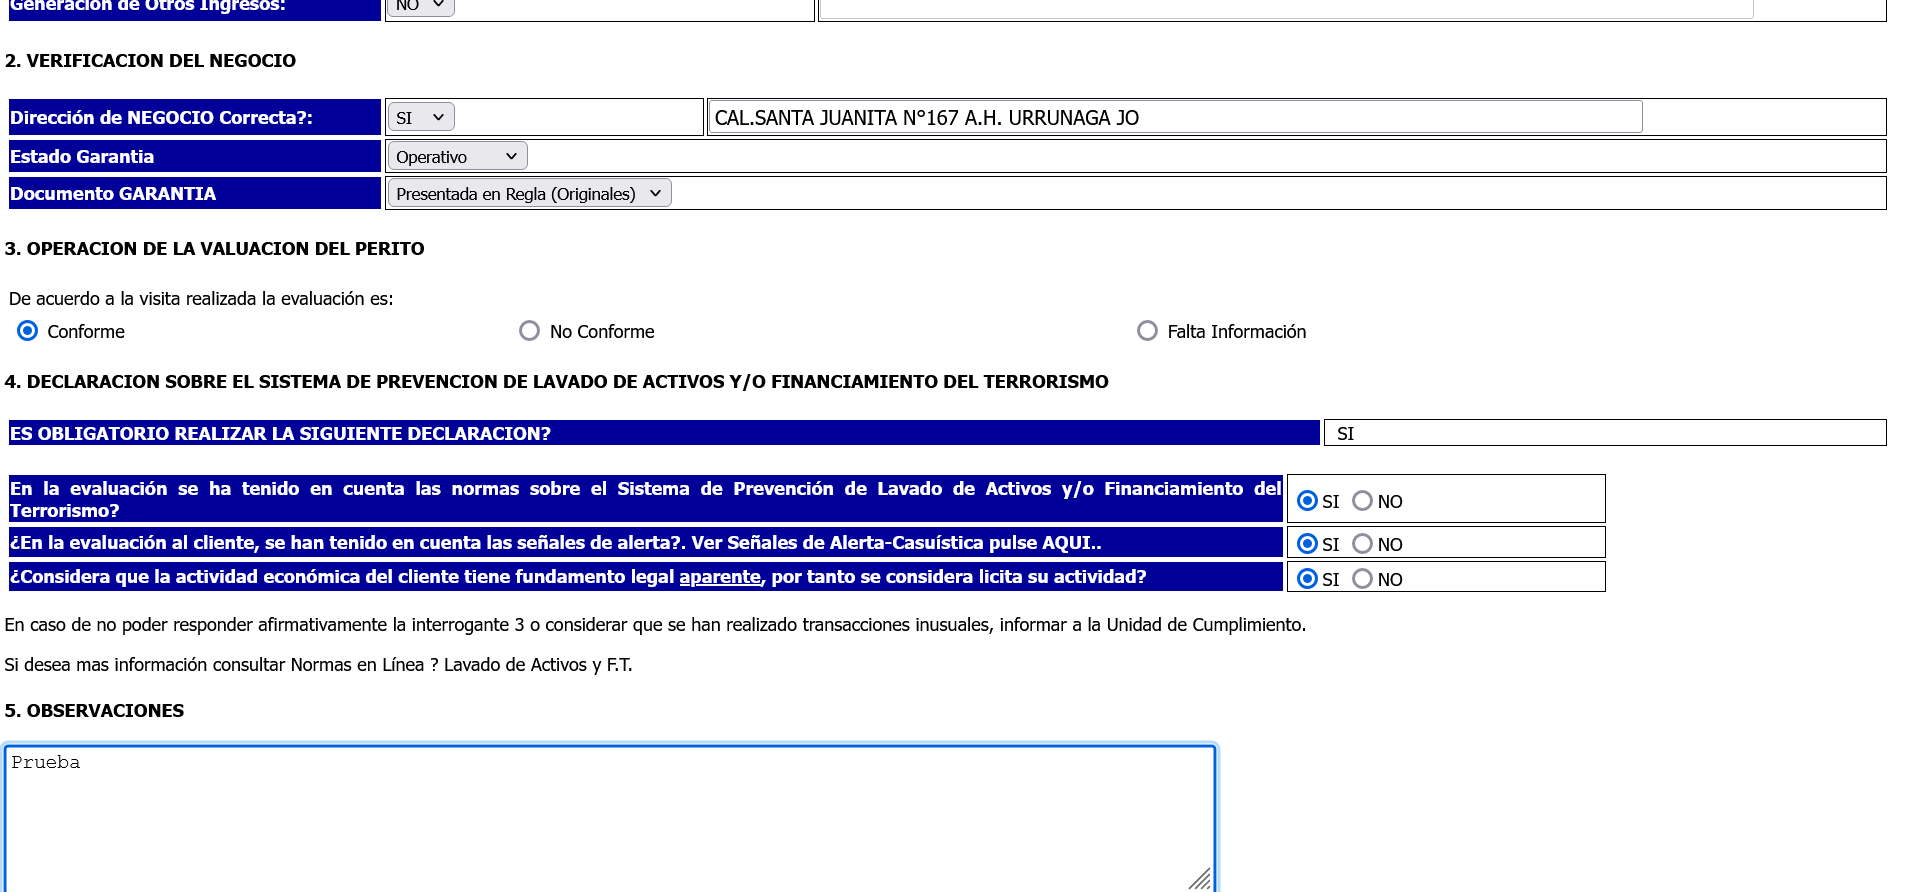 Generación de Otros Ingresos: NO
2. VERIFICACION DEL NEGOCIO
Dirección de NEGOCIO Correcta?: SI CAL.SANTA JUANITA N°167 A.H. URRUNAGA JO
Estado Garantia Operativo
Documento GARANTIA Presentada en Regla (Originales)
3. OPERACION DE LA VALUACION DEL PERITO
De acuerdo a la visita realizada la evaluación es:
Conforme No Conforme Falta Información
4. DECLARACION SOBRE EL SISTEMA DE PREVENCION DE LAVADO DE ACTIVOS Y/O FINANCIAMIENTO DEL TERRORISMO
ES OBLIGATORIO REALIZAR LA SIGUIENTE DECLARACION? SI
En la evaluación se ha tenido en cuenta las normas sobre el Sistema de Prevención de Lavado de Activos y/o Financiamiento del
Terrorismo? SI NO
¿En la evaluación al cliente, se han tenido en cuenta las señales de alerta?. Ver Señales de Alerta-Casuística pulse AQUI.. SI NO
¿Considera que la actividad económica del cliente tiene fundamento legal aparente, por tanto se considera licita su actividad? SI NO
En caso de no poder responder afirmativamente la interrogante 3 o considerar que se han realizado transacciones inusuales, informar a la Unidad de Cumplimiento.
Si desea mas información consultar Normas en Línea ? Lavado de Activos y F.T.
5. OBSERVACIONES
Prueba